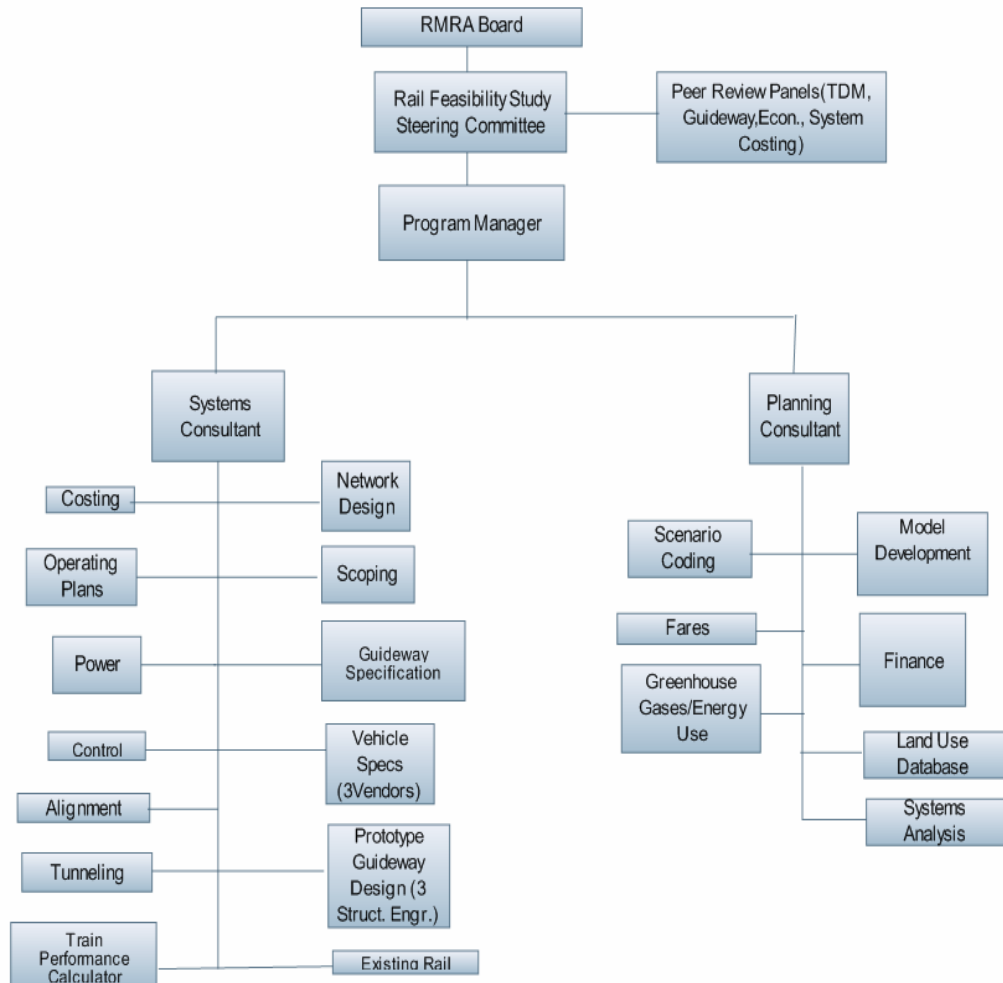 RMRA Board
Rail Feasibility Study
Steering Committee
Peer Review Panels(TDM,
Guideway,Econ., System
Costing)
Program Manager
Systems
Consultant
Planning
Consultant
Costing
Network
Design
Operating
Plans
Scoping
Power
Guideway
Specification
Control
Vehicle
Specs
(3Vendors)
Alignment
Tunneling
Prototype
Guideway
Design (3
Struct. Engr.)
Train
Performance
Calculator
Existing Rail
Scenario
Coding
Model
Development
Fares
Finance
Greenhouse
Gases/Energy
Use
Land Use
Database
Systems
Analysis